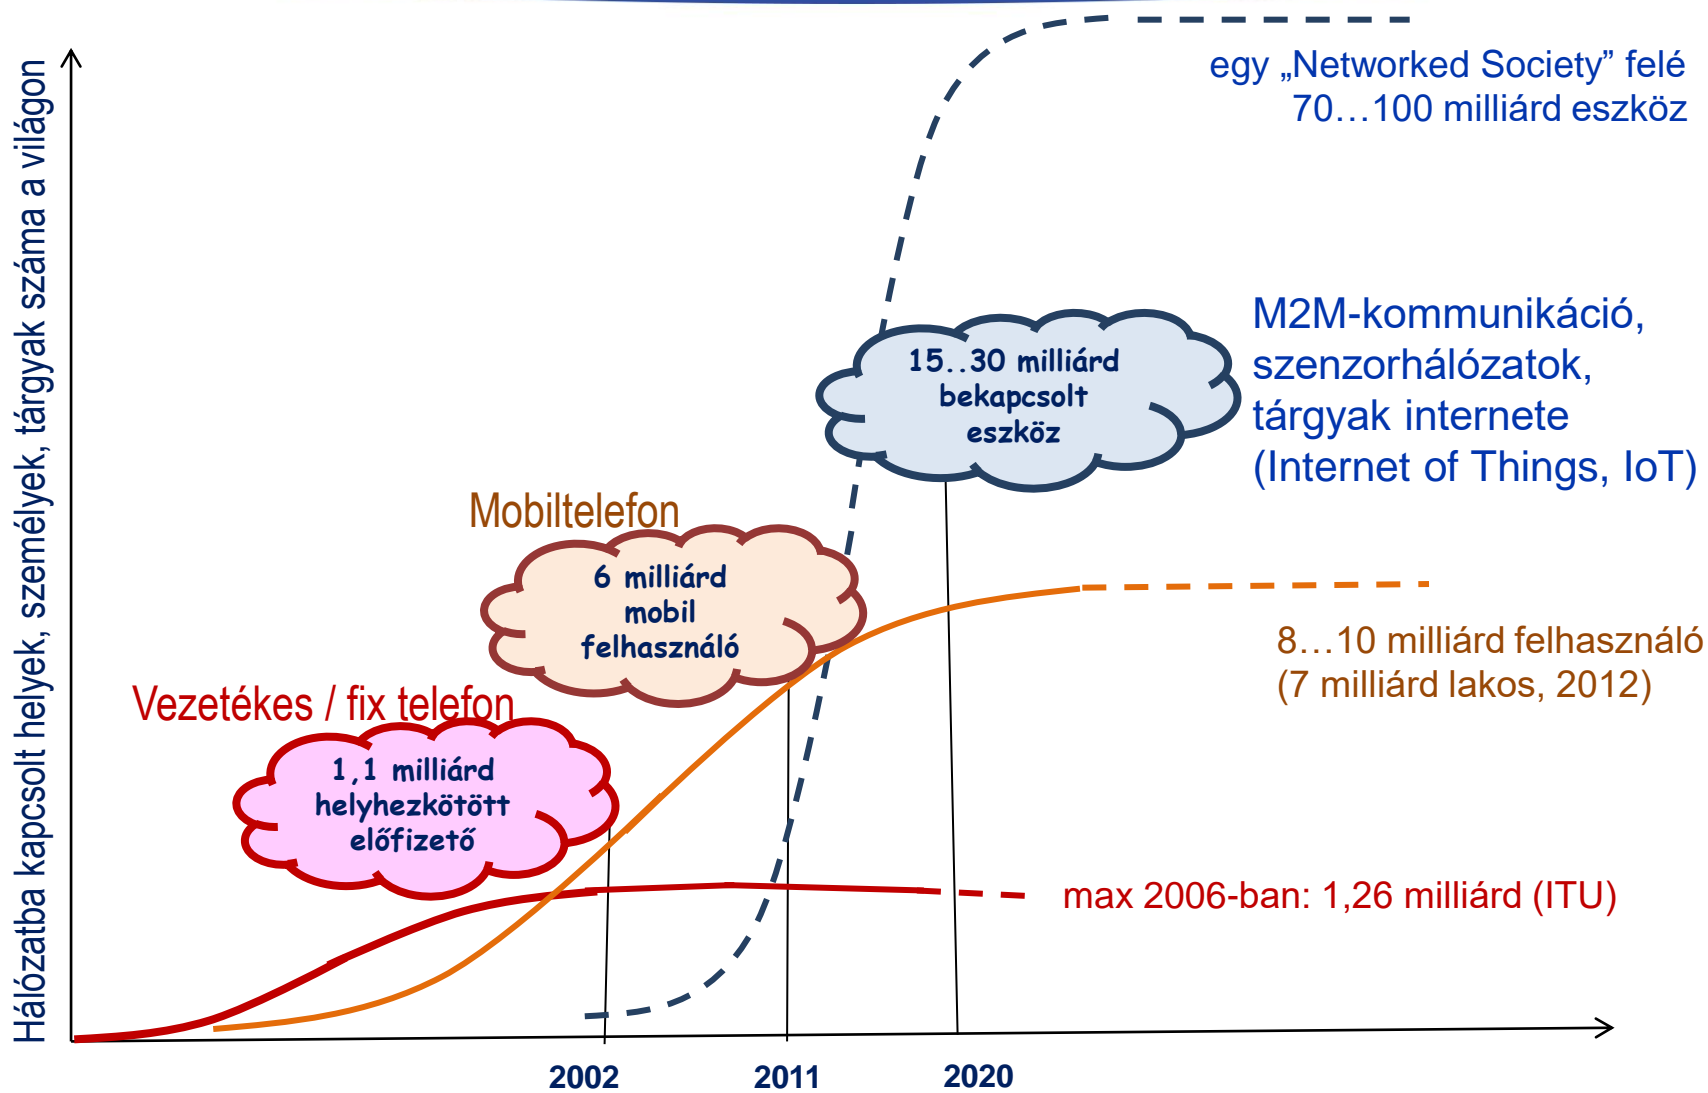 Hálózatba kapcsolt helyek, személyek, tárgyak száma a világon
egy „Networked Society” felé
70…100 milliárd eszköz
M2M-kommunikáció,
szenzorhálózatok,
tárgyak internete
(Internet of Things, IoT)
15..30 milliárd
bekapcsolt
eszköz
Mobiltelefon
6 milliárd
mobil
felhasználó
8…10 milliárd felhasználó
(7 milliárd lakos, 2012)
Vezetékes / fix telefon
1,1 milliárd
helyhezkötött
előfizető
max 2006-ban: 1,26 milliárd (ITU)
2002
2011
2020